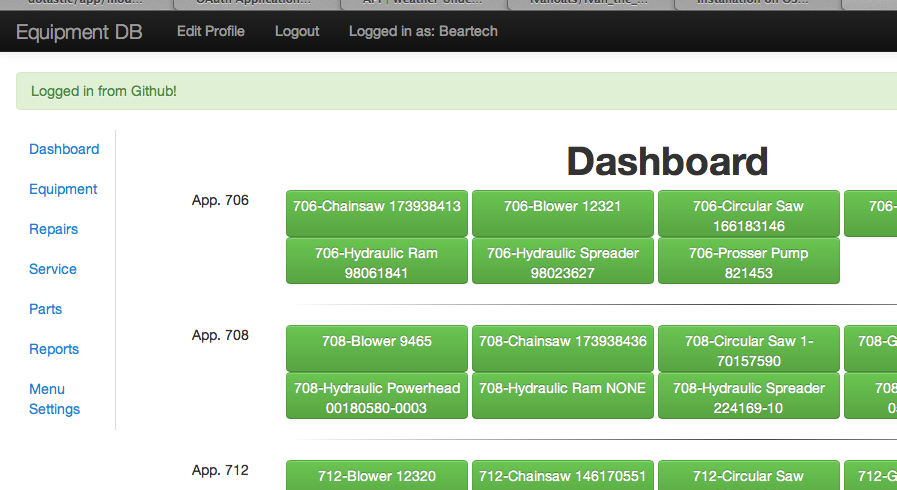 Equipment DB Edit Profile Logout Logged in as: Beartech
Logged in from Github!
Dashboard
Equipment
Repairs
Service
Parts
Reports
Menu
Settings
Dashboard
App. 706
706-Chainsaw 173938413
706-Blower 12321
706-Circular Saw
166183146
706-
706-Hydraulic Ram
98061841
706-Hydraulic Spreader
98023627
706-Prosser Pump
821453
App. 708
708-Blower 9465
708-Chainsaw 173938436
708-Circular Saw 1-
70157590
708-G
708-Hydraulic Powerhead
00180580-0003
708-Hydraulic Ram NONE
708-Hydraulic Spreader
224169-10
708
App. 712
712-Blower 12320
712-Chainsaw 146170551
712-Circular Saw
712-G